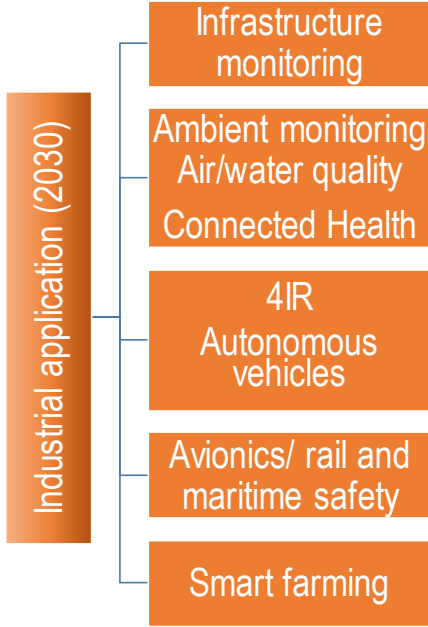 Industrial application (2030)
Infrastructure
monitoring
Ambient monitoring
Air/water quality
Connected Health
4IR
Autonomous
vehicles
Avionics/ rail and
maritime safety
Smart farming